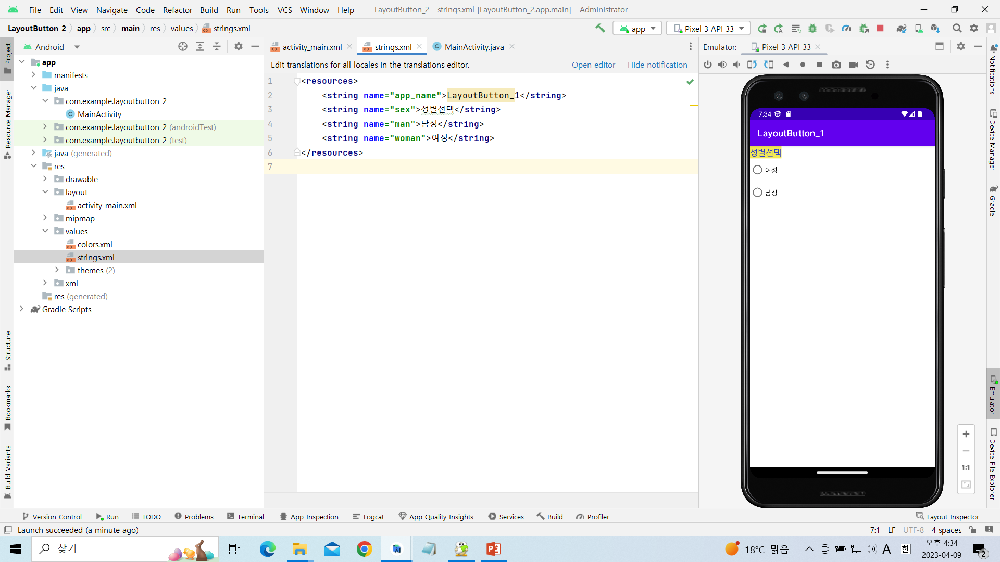 File Edit View Navigate Code Refactor Build Run Tools VCS Window Help LayoutButton_2 - strings.xml [LayoutButton_2.app.main] - Administrator
LayoutButton_2 app src main res values strings.xml app Pixel 3 API 33
Android
activity_main.xml strings.xml MainActivity.java
Emulator: Pixel 3 API 33
Edit translations for all locales in the translations editor. Open editor Hide notification
Project
Resource Manager
Structure
Bookmarks
Build Variants
app
manifests
java
com.example.layoutbutton_2
MainActivity
com.example.layoutbutton_2 (androidTest)
com.example.layoutbutton_2 (test)
java (generated)
res
drawable
layout
activity_main.xml
mipmap
values
colors.xml
strings.xml
themes (2)
xml
res (generated)
Gradle Scripts
1 <resources>
2 <string name="app_name">LayoutButton_1</string>
3 <string name="sex">성별선택</string>
4 <string name="man">남성</string>
5 <string name="woman">여성</string>
6 </resources>
7
7:34
LayoutButton_1
성별선택
여성
남성
1:1
Notifications
Device Manager
Gradle
Emulator
Device File Explorer
Version Control Run TODO Problems Terminal App Inspection Logcat App Quality Insights Services Build Profiler Layout Inspector
Launch succeeded (a minute ago) 7:1 LF UTF-8 4 spaces
찾기 18°C 맑음 A 한 오후 4:34
2023-04-09 2